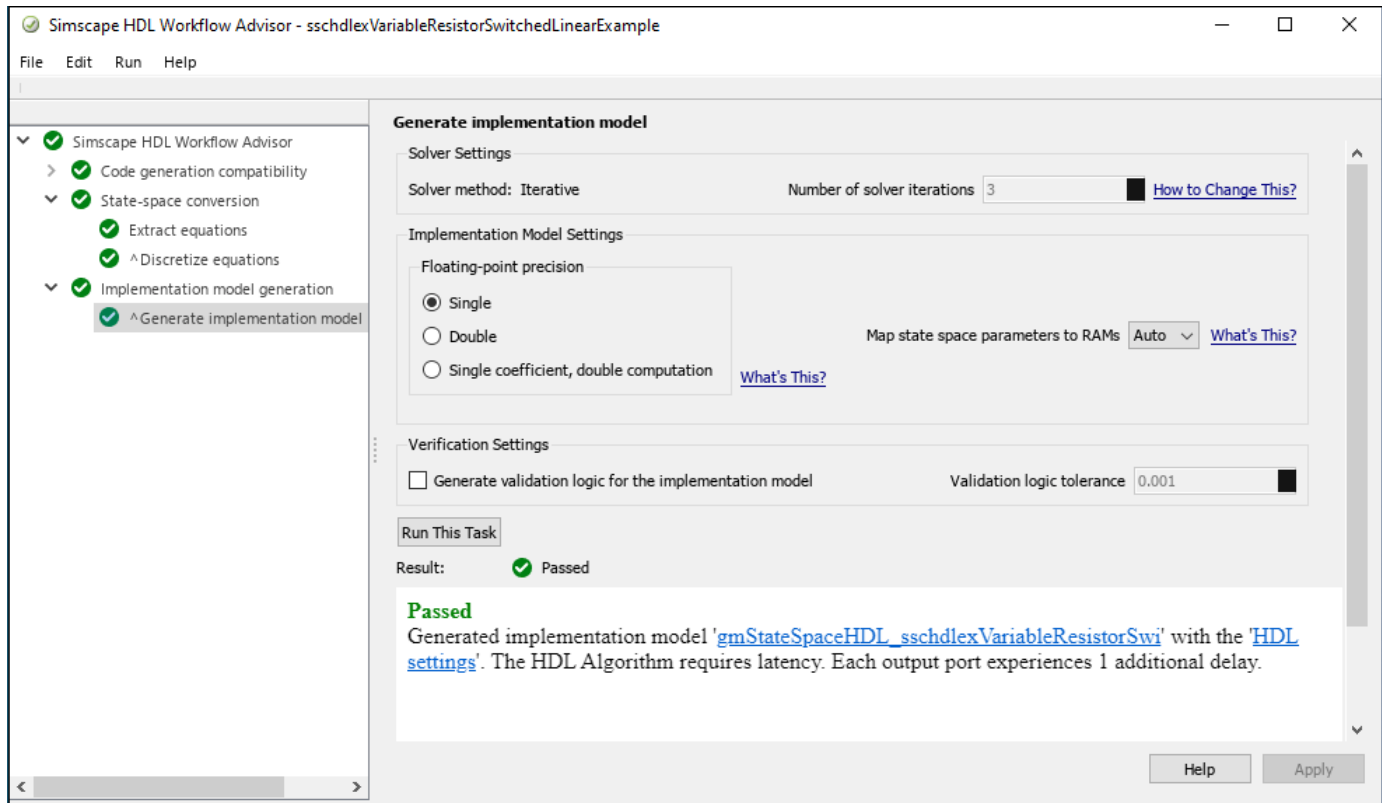 Simscape HDL Workflow Advisor - sschdlexVariableResistorSwitchedLinearExample
File Edit Run Help
Simscape HDL Workflow Advisor
Code generation compatibility
State-space conversion
Extract equations
^Discretize equations
Implementation model generation
^Generate implementation model
Generate implementation model
Solver Settings
Solver method: Iterative Number of solver iterations 3 How to Change This?
Implementation Model Settings
Floating-point precision
Single
Double
Single coefficient, double computation What's This?
Map state space parameters to RAMs Auto What's This?
Verification Settings
Generate validation logic for the implementation model Validation logic tolerance 0.001
Run This Task
Result: Passed
Passed
Generated implementation model 'gmStateSpaceHDL_sschdlexVariableResistorSwi' with the 'HDL
settings'. The HDL Algorithm requires latency. Each output port experiences 1 additional delay.
Help Apply